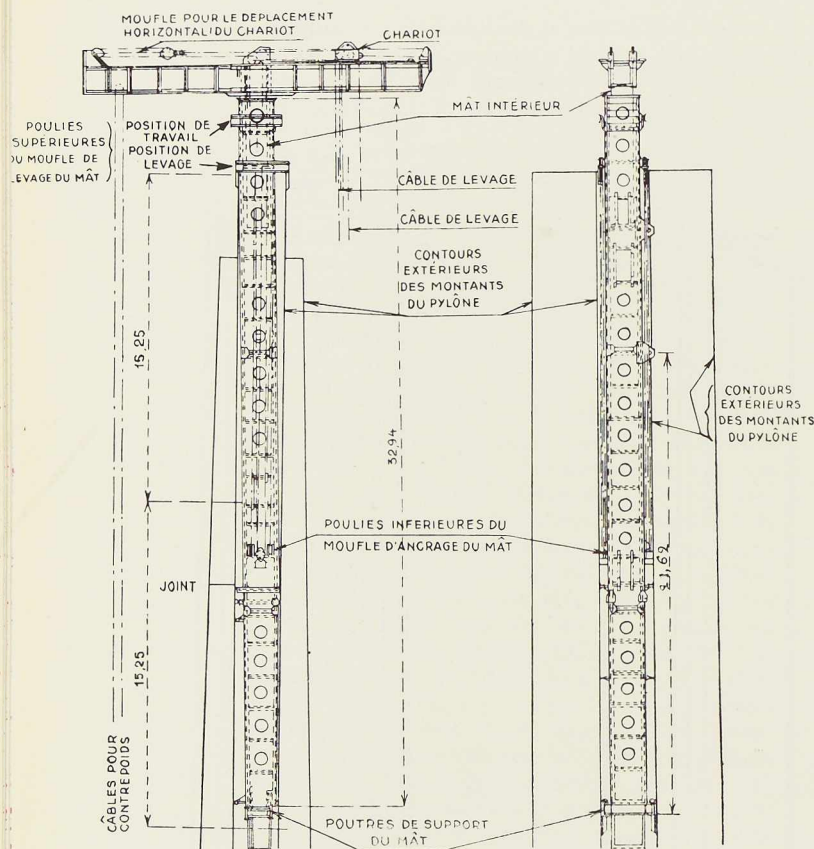 MOUFLE POUR LE DEPLACEMENT
HORIZONTAL DU CHARIOT
CHARIOT
MÂT INTÉRIEUR
POULIES
SUPÉRIEURES
DU MOUFLE DE
LEVAGE DU MÂT
POSITION DE
TRAVAIL
POSITION DE
LEVAGE
CÂBLE DE LEVAGE
CÂBLE DE LEVAGE
CONTOURS
EXTÉRIEURS
DES MONTANTS
DU PYLÔNE
15,25
32,94
CONTOURS
EXTÉRIEURS
DES MONTANTS
DU PYLÔNE
POULIES INFERIEURES DU
MOUFLE D'ANCRAGE DU MÂT
21,62
JOINT
15,25
CÂBLES POUR
CONTREPOIDS
POUTRES DE SUPPORT
DU MÂT